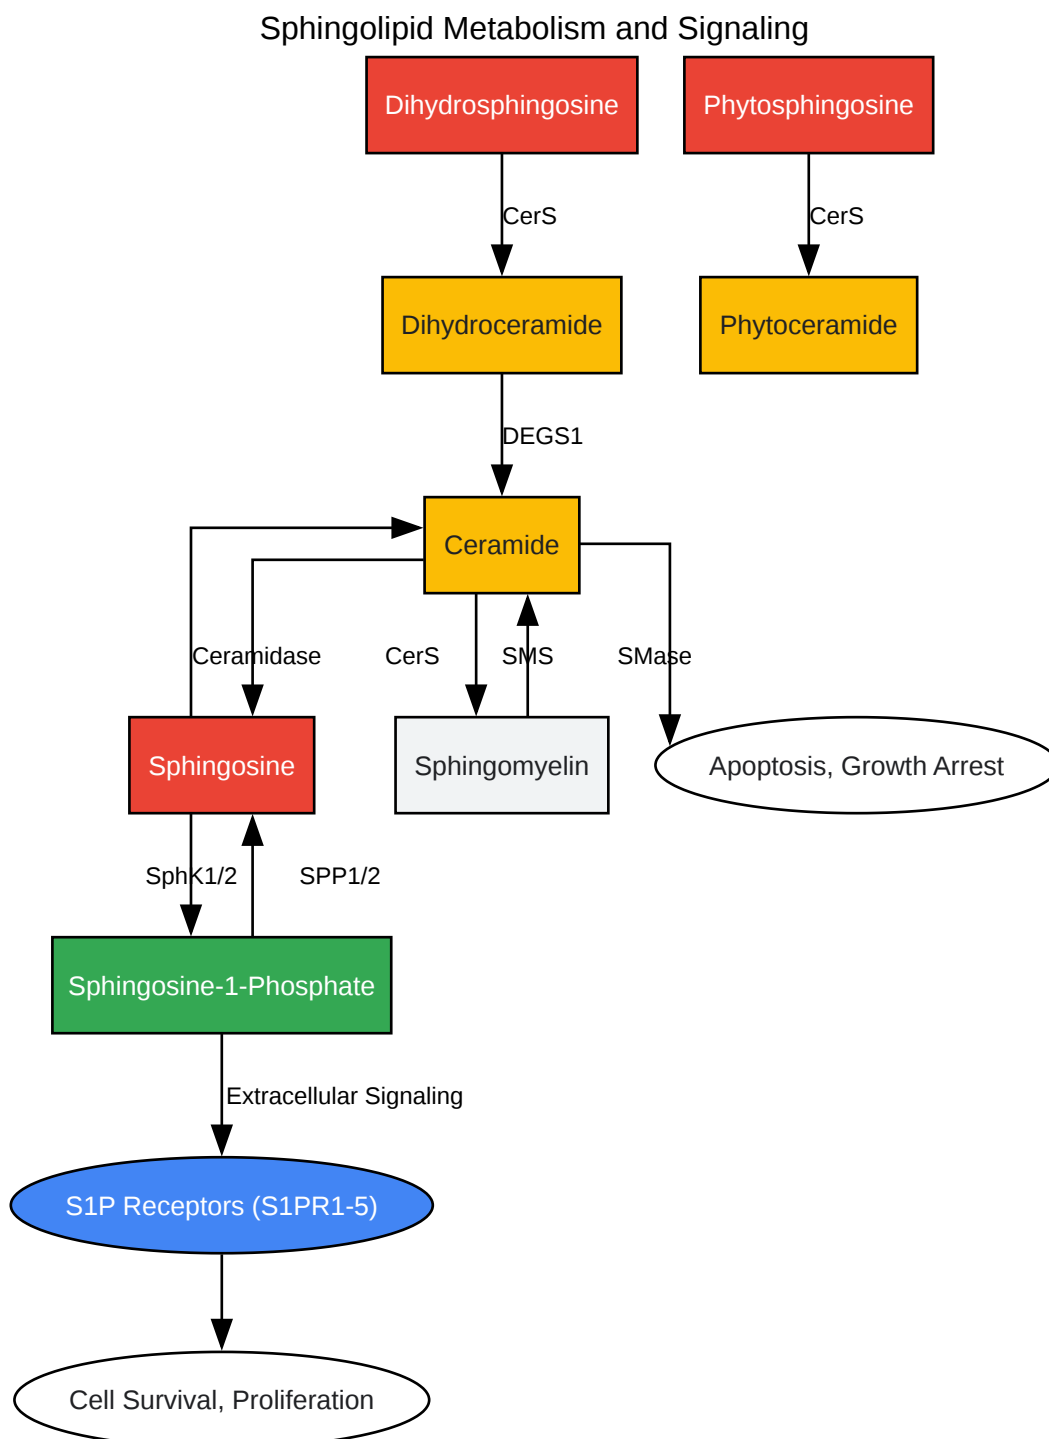 Sphingolipid Metabolism and Signaling
Dihydrosphingosine
Phytosphingosine
CerS
CerS
Dihydroceramide
Phytoceramide
DEGS1
Ceramide
Ceramidase
CerS
SMS
SMase
Sphingosine
Sphingomyelin
Apoptosis, Growth Arrest
SphK1/2
SPP1/2
Sphingosine-1-Phosphate
Extracellular Signaling
S1P Receptors (S1PR1-5)
Cell Survival, Proliferation